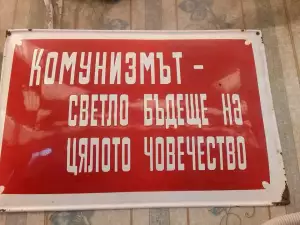 Комунизмът -
светло бъдеще на
цялото човечество